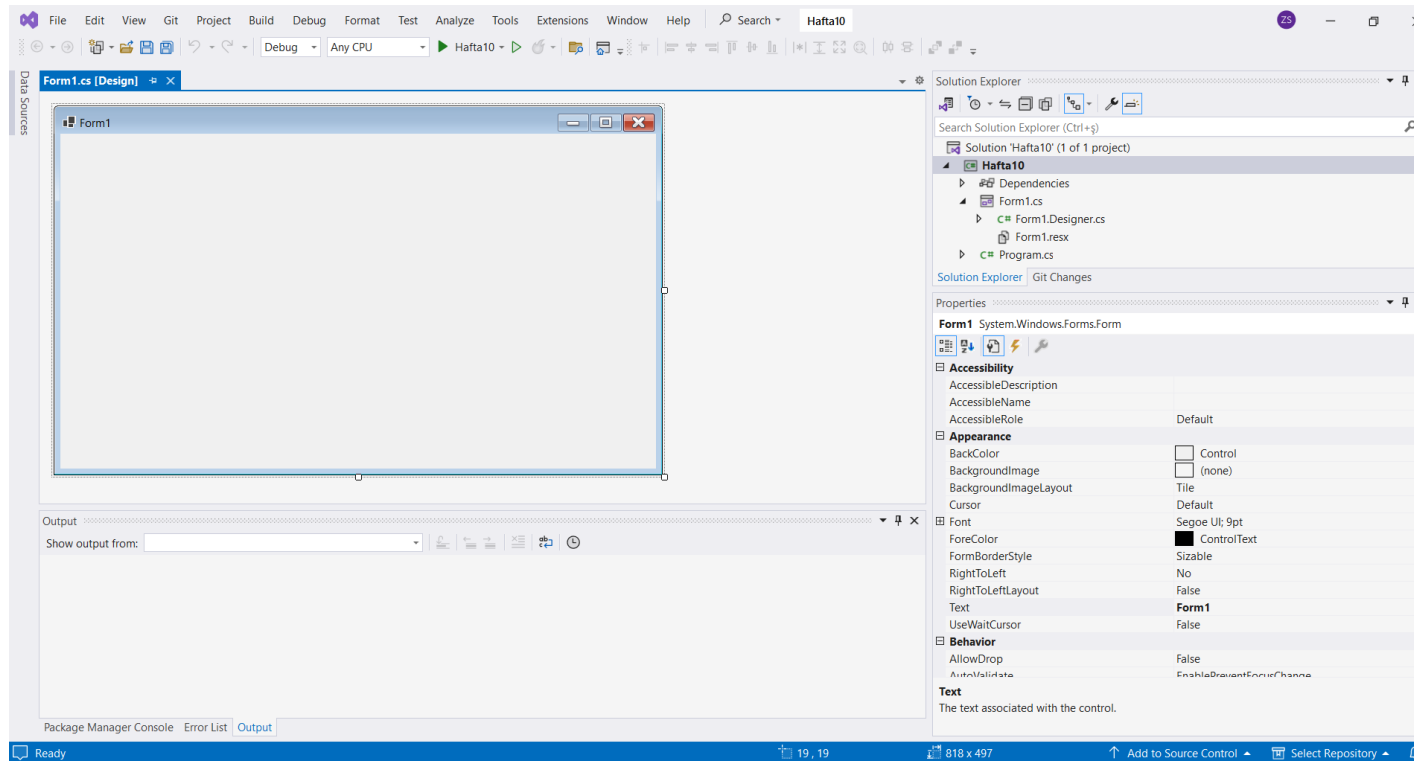 File Edit View Git Project Build Debug Format Test Analyze Tools Extensions Window Help Search Hafta10 ZS
Debug Any CPU Hafta10
Data Sources
Form1.cs [Design]
Form1
Output
Show output from:
Package Manager Console Error List Output
Solution Explorer
Search Solution Explorer (Ctrl+ş)
Solution 'Hafta10' (1 of 1 project)
C# Hafta10
Dependencies
Form1.cs
C# Form1.Designer.cs
Form1.resx
C# Program.cs
Solution Explorer Git Changes
Properties
Form1 System.Windows.Forms.Form
Accessibility
AccessibleDescription
AccessibleName
AccessibleRole Default
Appearance
BackColor Control
BackgroundImage (none)
BackgroundImageLayout Tile
Cursor Default
Font Segoe UI; 9pt
ForeColor ControlText
FormBorderStyle Sizable
RightToLeft No
RightToLeftLayout False
Text Form1
UseWaitCursor False
Behavior
AllowDrop False
AutoValidate EnablePreventFocusChange
Text
The text associated with the control.
Ready 19 , 19 818 x 497 Add to Source Control Select Repository